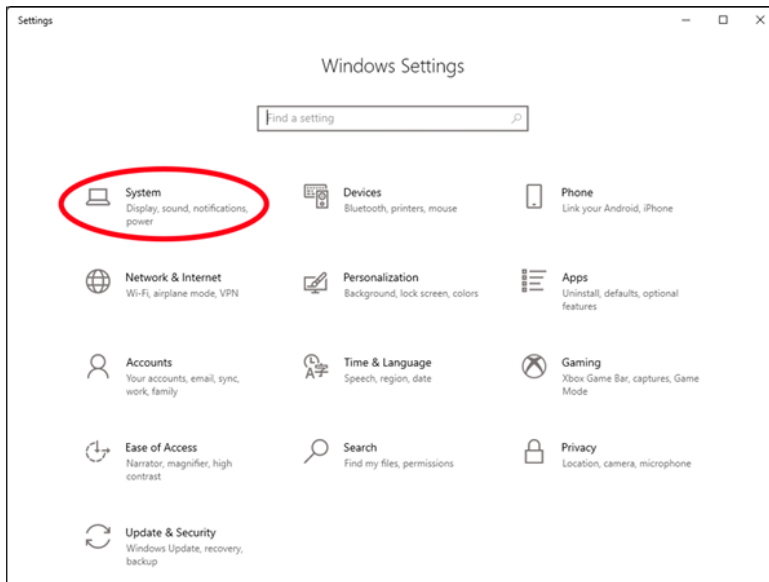 Settings
Windows Settings
Find a setting
System
Display, sound, notifications,
power
Devices
Bluetooth, printers, mouse
Phone
Link your Android, iPhone
Network & Internet
Wi-Fi, airplane mode, VPN
Personalization
Background, lock screen, colors
Apps
Uninstall, defaults, optional
features
Accounts
Your accounts, email, sync,
work, family
Time & Language
Speech, region, date
Gaming
Xbox Game Bar, captures, Game
Mode
Ease of Access
Narrator, magnifier, high
contrast
Search
Find my files, permissions
Privacy
Location, camera, microphone
Update & Security
Windows Update, recovery,
backup